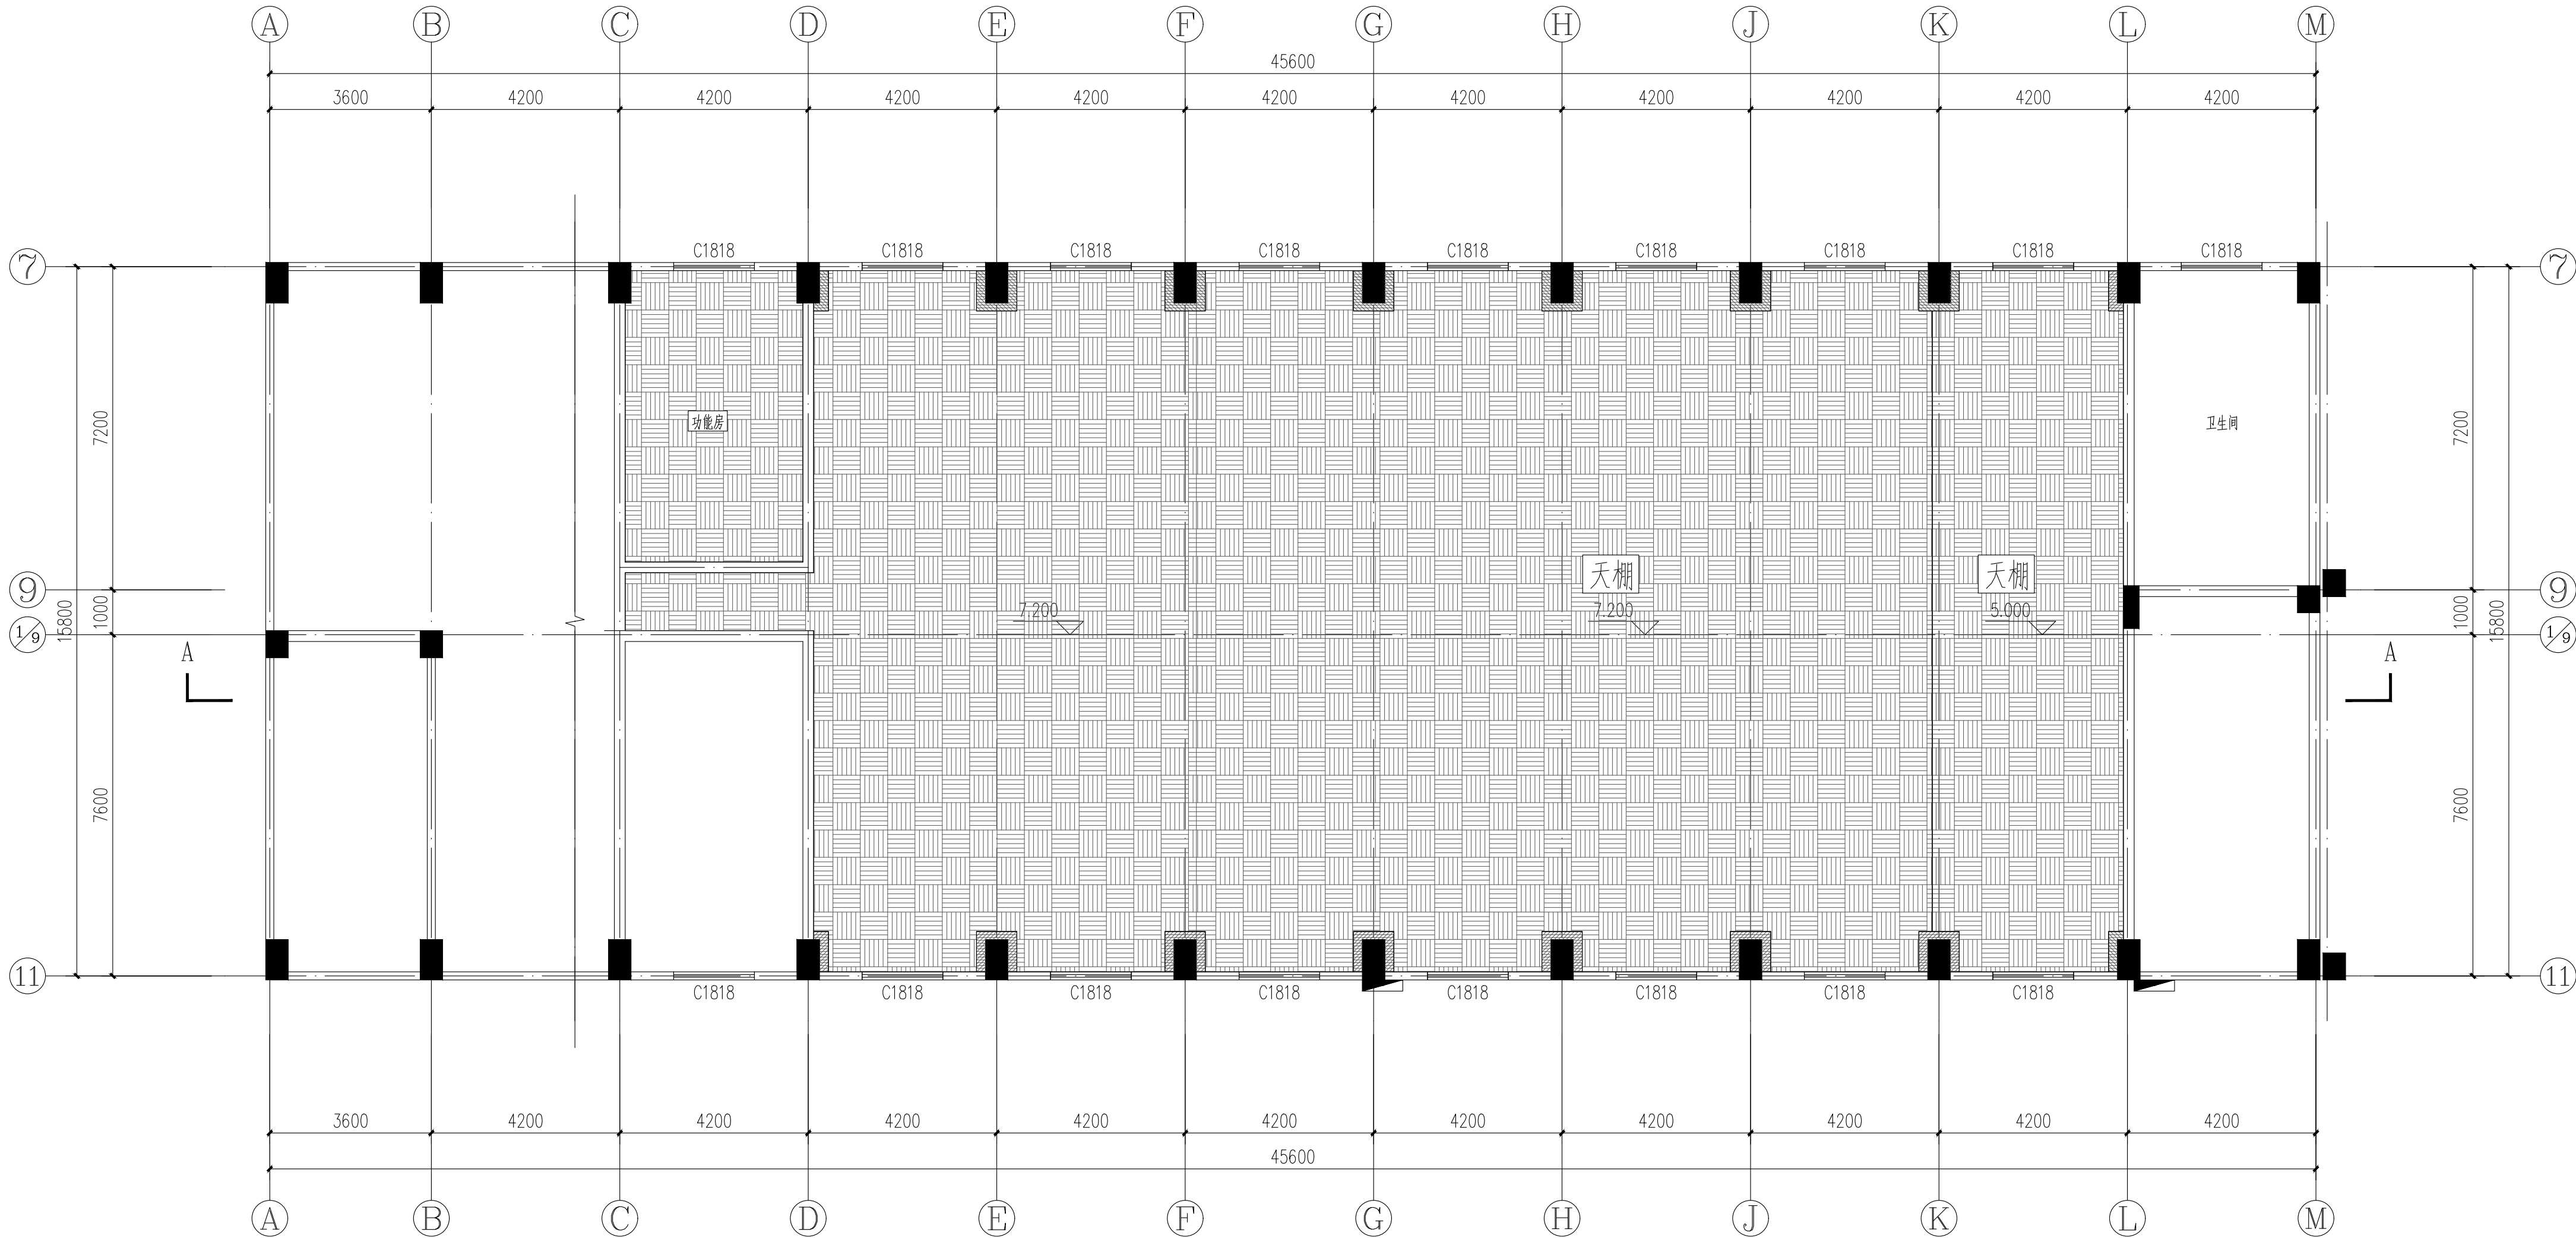 A B C D E F G H J K L M
45600
3600 4200 4200 4200 4200 4200 4200 4200 4200 4200 4200
C1818 C1818 C1818 C1818 C1818 C1818 C1818 C1818 C1818
7 7
7200 功能房 卫生间 7200
天棚 天棚
9 9
15800 1000 7.200 7.200 5.000 1000 15800
1/9 1/9
A A
7600 7600
11 11
C1818 C1818 C1818 C1818 C1818 C1818 C1818 C1818
3600 4200 4200 4200 4200 4200 4200 4200 4200 4200 4200
45600
A B C D E F G H J K L M